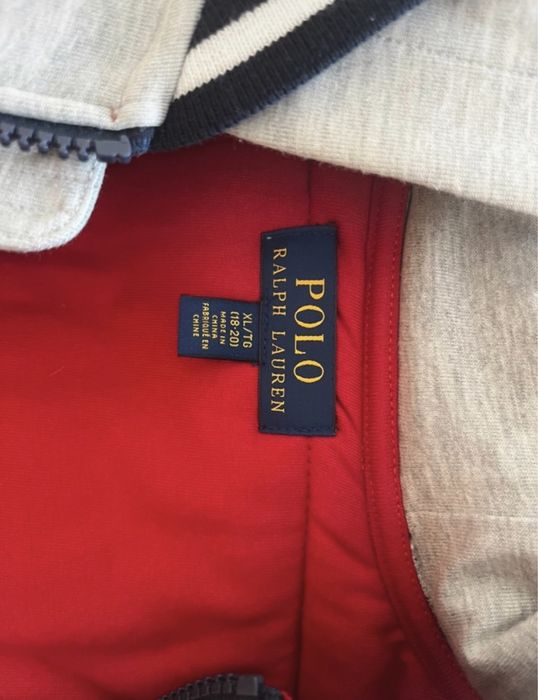 POLO
RALPH LAUREN
XL/TG
(18-20)
MADE IN
CHINA
FABRIQUÉ EN
CHINE